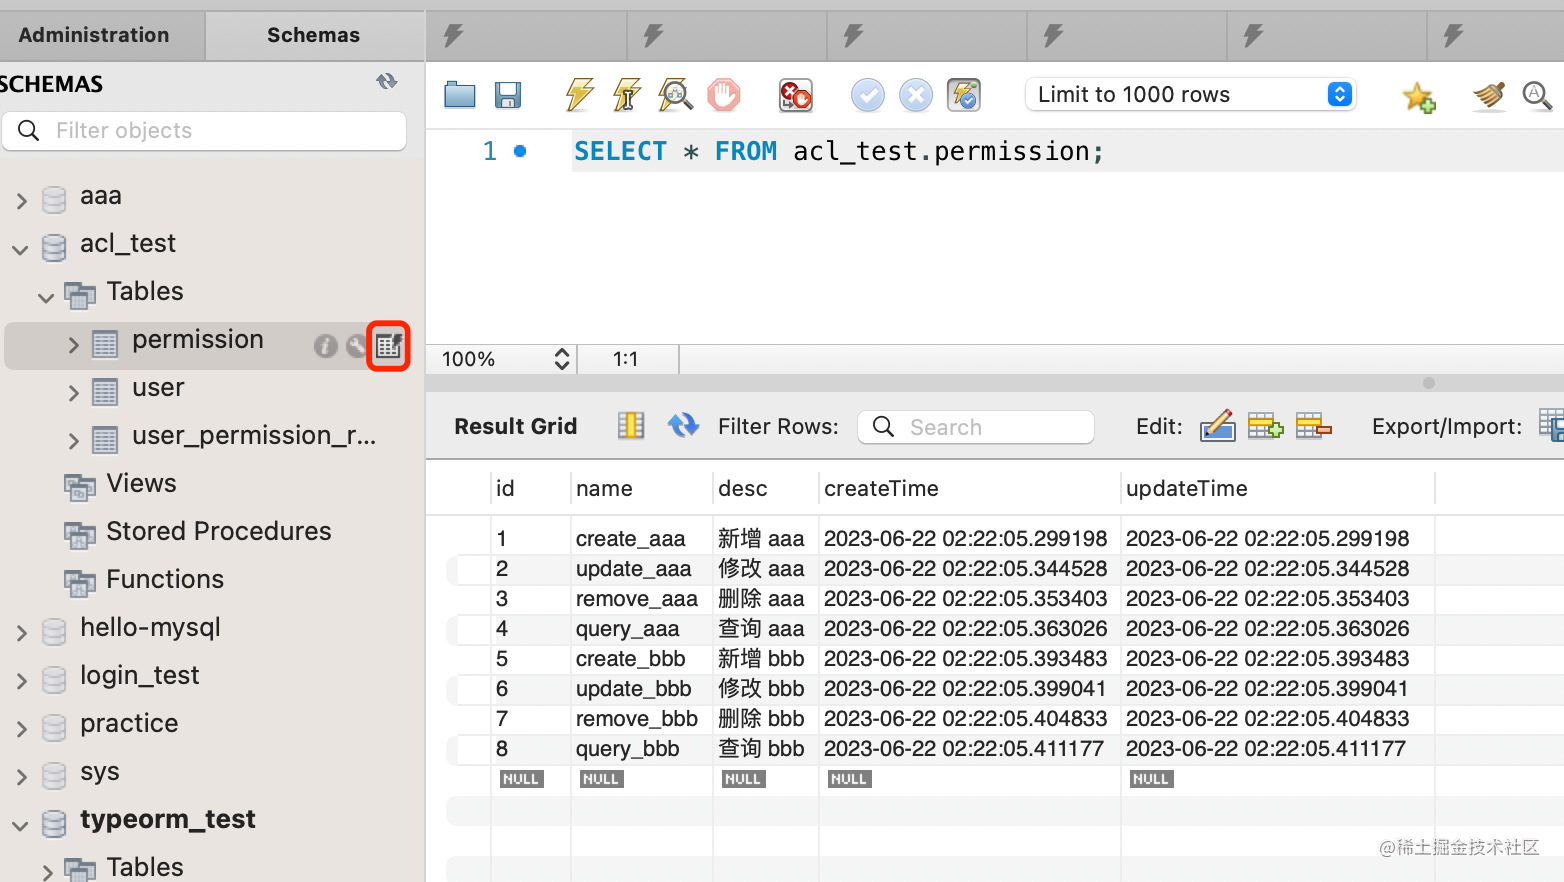 Administration
Schemas
SCHEMAS
Filter objects
aaa
acl_test
Tables
permission
user
user_permission_r...
Views
Stored Procedures
Functions
hello-mysql
login_test
practice
sys
typeorm_test
Tables
Limit to 1000 rows
1 SELECT * FROM acl_test.permission;
100% 1:1
Result Grid Filter Rows: Search Edit: Export/Import:
id name desc createTime updateTime
1 create_aaa 新增 aaa 2023-06-22 02:22:05.299198 2023-06-22 02:22:05.299198
2 update_aaa 修改 aaa 2023-06-22 02:22:05.344528 2023-06-22 02:22:05.344528
3 remove_aaa 删除 aaa 2023-06-22 02:22:05.353403 2023-06-22 02:22:05.353403
4 query_aaa 查询 aaa 2023-06-22 02:22:05.363026 2023-06-22 02:22:05.363026
5 create_bbb 新增 bbb 2023-06-22 02:22:05.393483 2023-06-22 02:22:05.393483
6 update_bbb 修改 bbb 2023-06-22 02:22:05.399041 2023-06-22 02:22:05.399041
7 remove_bbb 删除 bbb 2023-06-22 02:22:05.404833 2023-06-22 02:22:05.404833
8 query_bbb 查询 bbb 2023-06-22 02:22:05.411177 2023-06-22 02:22:05.411177
NULL NULL NULL NULL NULL
@稀土掘金技术社区